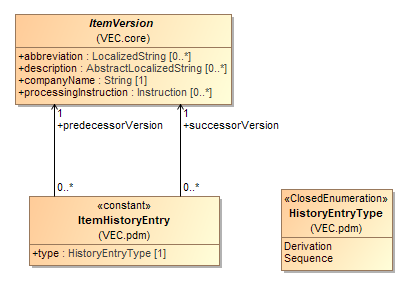 ItemVersion
(VEC.core)
+abbreviation : LocalizedString [0..*]
+description : AbstractLocalizedString [0..*]
+companyName : String [1]
+processingInstruction : Instruction [0..*]
1
+predecessorVersion
1
+successorVersion
0..*
0..*
«constant»
ItemHistoryEntry
(VEC.pdm)
+type : HistoryEntryType [1]
«ClosedEnumeration»
HistoryEntryType
(VEC.pdm)
Derivation
Sequence